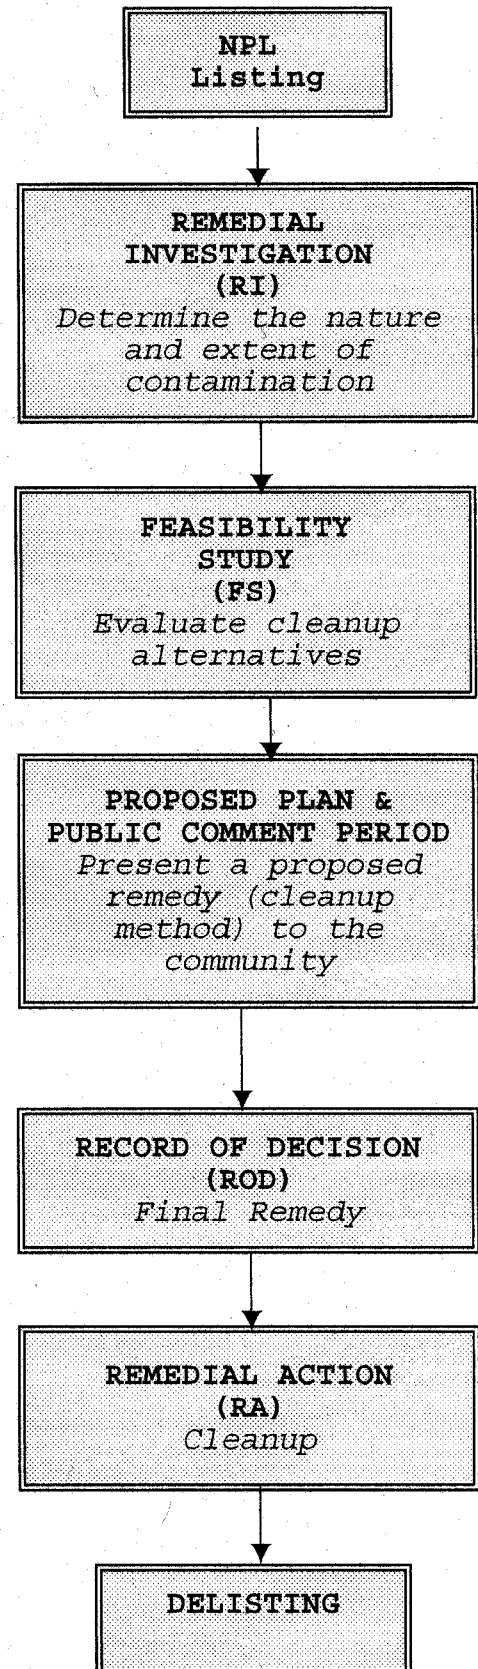 NPL
Listing
REMEDIAL
INVESTIGATION
(RI)
Determine the nature
and extent of
contamination
FEASIBILITY
STUDY
(FS)
Evaluate cleanup
alternatives
PROPOSED PLAN &
PUBLIC COMMENT PERIOD
Present a proposed
remedy (cleanup
method) to the
community
RECORD OF DECISION
(ROD)
Final Remedy
REMEDIAL ACTION
(RA)
Cleanup
DELISTING